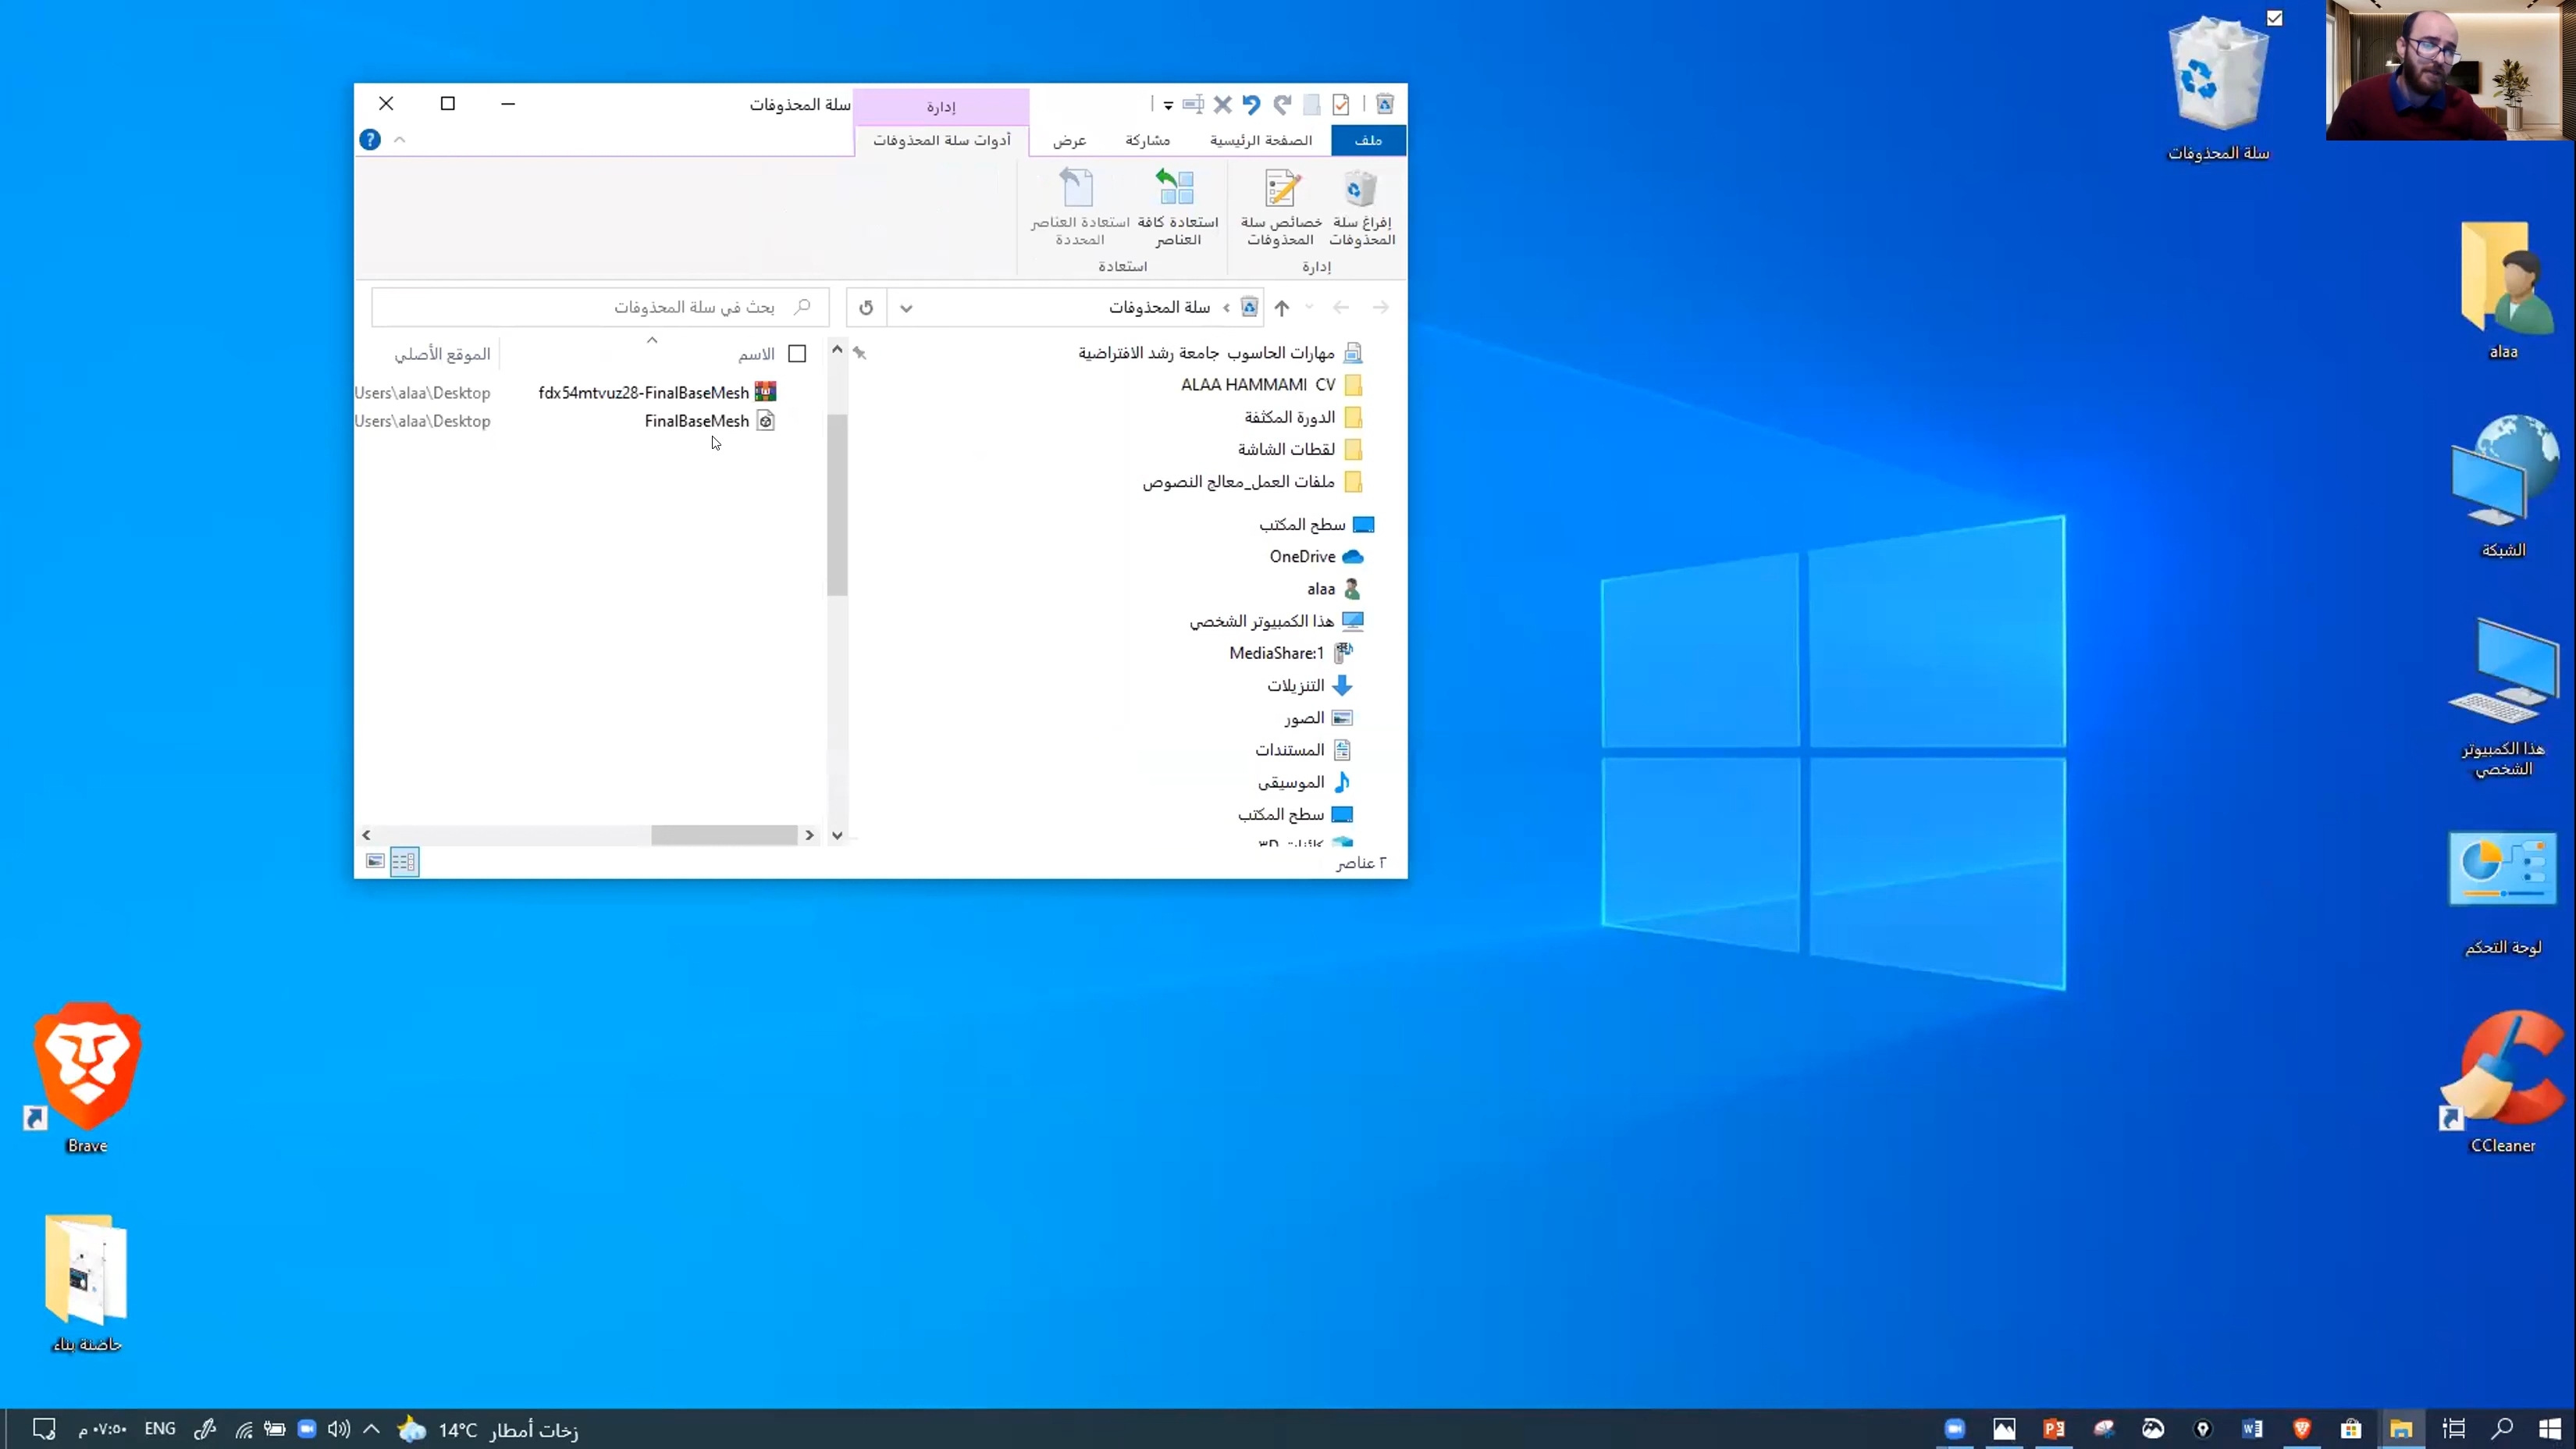 سلة المحذوفات
إدارة
ملف
الصفحة الرئيسية
مشاركة
عرض
أدوات سلة المحذوفات
إفراغ سلة
المحذوفات
خصائص سلة
المحذوفات
استعادة كافة
العناصر
استعادة العناصر
المحددة
إدارة
استعادة
سلة المحذوفات
بحث في سلة المحذوفات
مهارات الحاسوب جامعة رشد الافتراضية
ALAA HAMMAMI CV
الدورة المكثفة
لقطات الشاشة
ملفات العمل_معالج النصوص
سطح المكتب
OneDrive
alaa
هذا الكمبيوتر الشخصي
MediaShare:1
التنزيلات
الصور
المستندات
الموسيقى
سطح المكتب
الاسم
الموقع الأصلي
fdx54mtvuz28-FinalBaseMesh
Users\alaa\Desktop
FinalBaseMesh
Users\alaa\Desktop
٢ عناصر
سلة المحذوفات
alaa
الشبكة
هذا الكمبيوتر
الشخصي
لوحة التحكم
CCleaner
Brave
حاضنة بناء
زخات أمطار 14°C
ENG
٠٧:٥٠ م